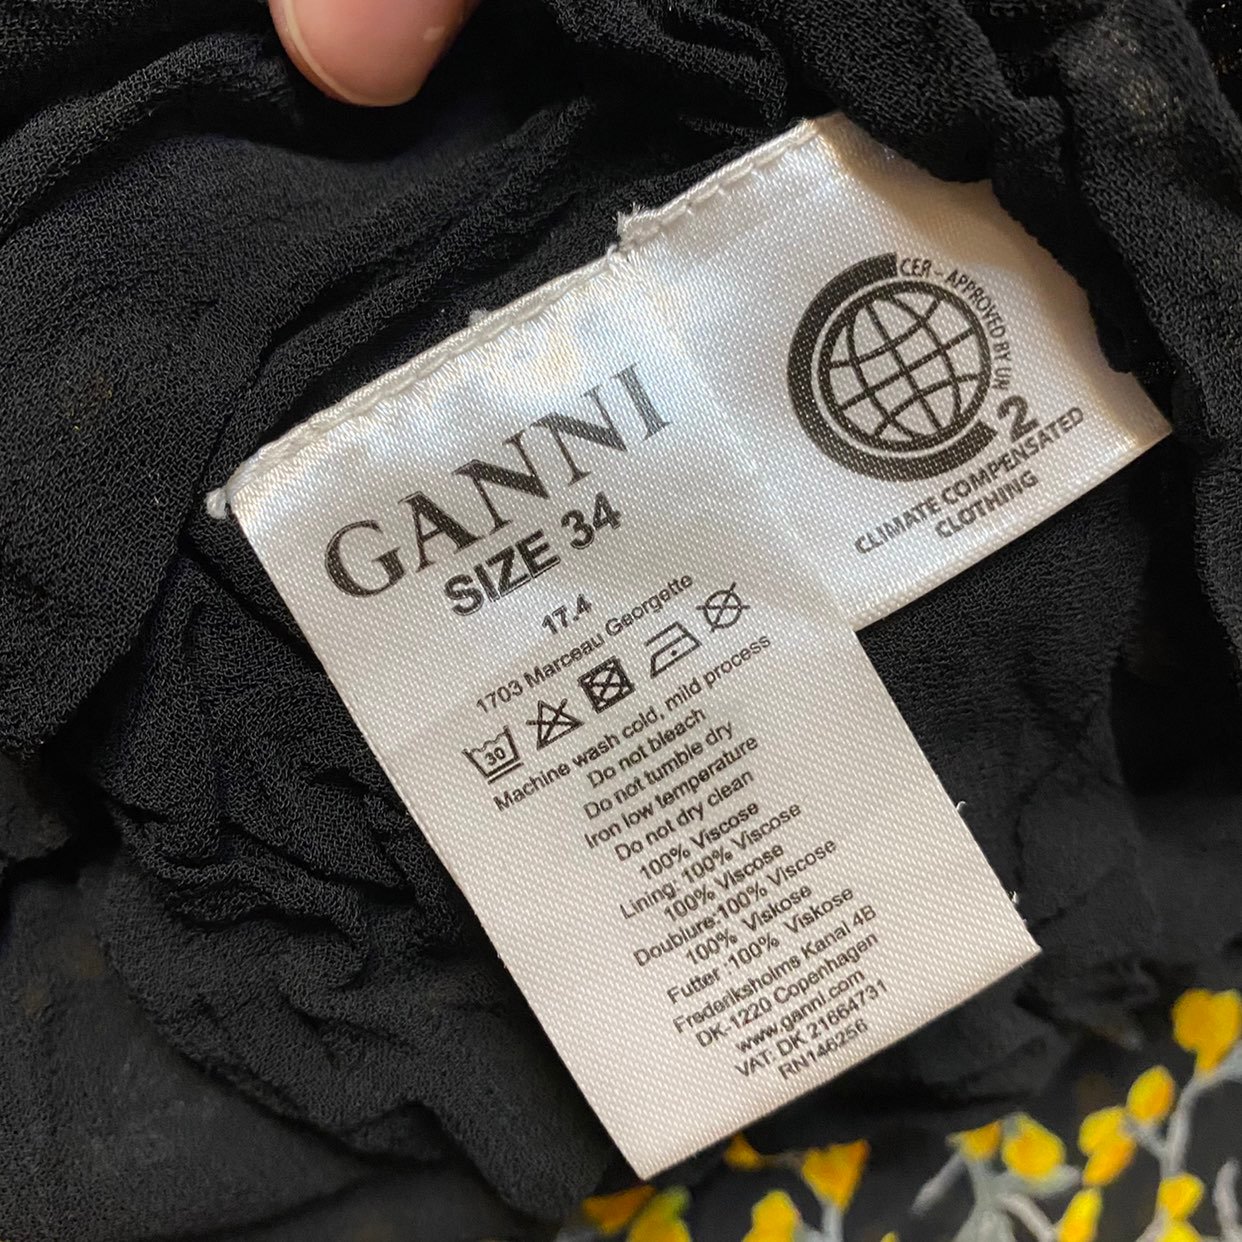 GANNI
SIZE 34
17.4
1703 Marceau Georgette
30
Machine wash cold, mild process
Do not bleach
Do not tumble dry
Iron low temperature
Do not dry clean
100% Viscose
Lining: 100% Viscose
100% Viscose
Doublure:100% Viscose
100% Viskose
Futter :100% Viskose
Frederiksholms Kanal 4B
DK-1220 Copenhagen
www.ganni.com
VAT: DK 21664731
RN146256
CER - APPROVED BY UN
2
CLIMATE COMPENSATED
CLOTHING